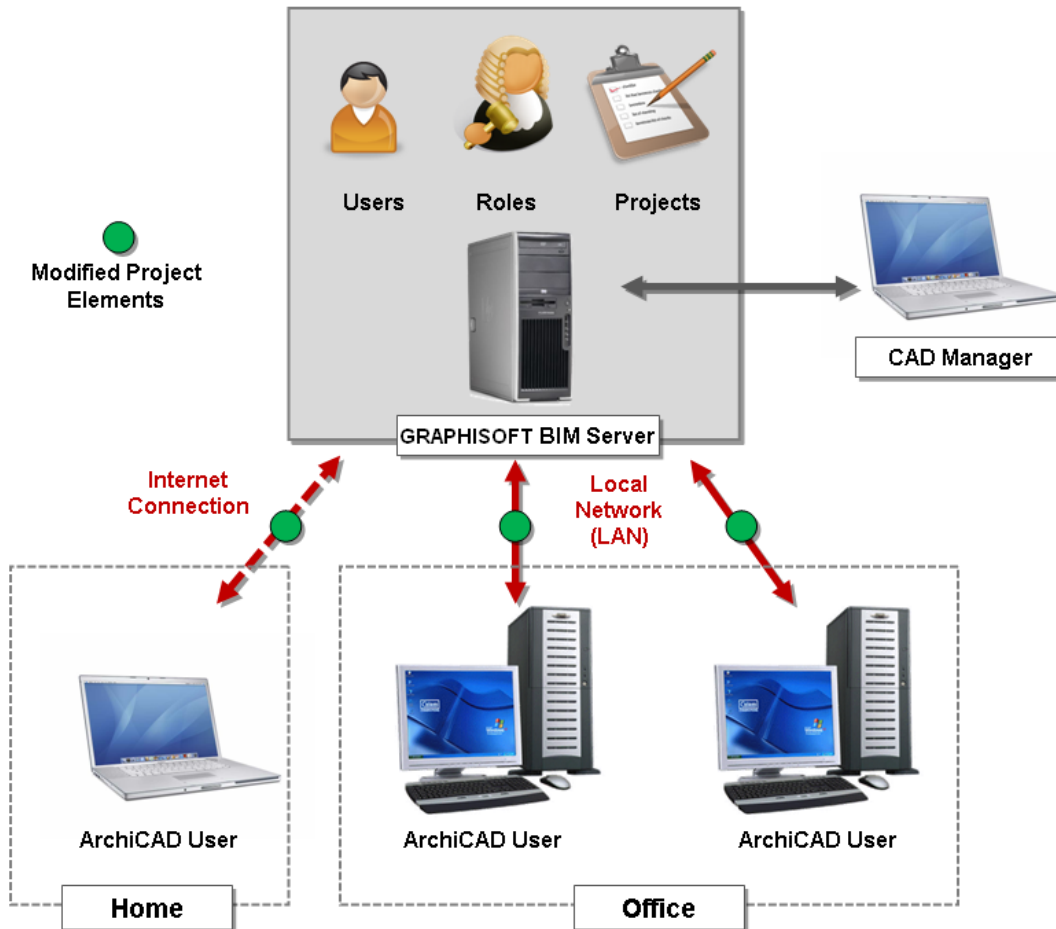 Users
Roles
Projects
Modified Project
Elements
CAD Manager
GRAPHISOFT BIM Server
Internet
Connection
Local
Network
(LAN)
ArchiCAD User
ArchiCAD User
ArchiCAD User
Home
Office